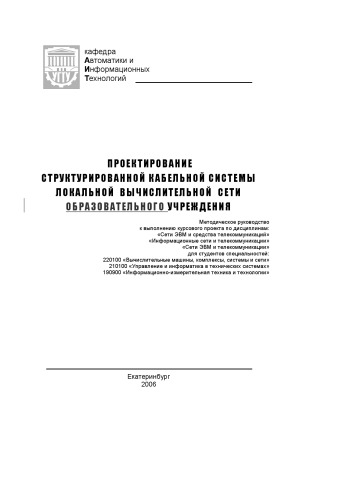 кафедра
Автоматики и
Информационных
Технологий
ПРОЕКТИРОВАНИЕ
СТРУКТУРИРОВАННОЙ КАБЕЛЬНОЙ СИСТЕМЫ
ЛОКАЛЬНОЙ ВЫЧИСЛИТЕЛЬНОЙ СЕТИ
ОБРАЗОВАТЕЛЬНОГО УЧРЕЖДЕНИЯ
Методическое руководство
к выполнению курсового проекта по дисциплинам:
«Сети ЭВМ и средства телекоммуникаций»
«Информационные сети и телекоммуникации»
«Сети ЭВМ и телекоммуникации»
для студентов специальностей:
220100 «Вычислительные машины, комплексы, системы и сети»
210100 «Управление и информатика в технических системах»
190900 «Информационно-измерительная техника и технологии»
Екатеринбург
2006